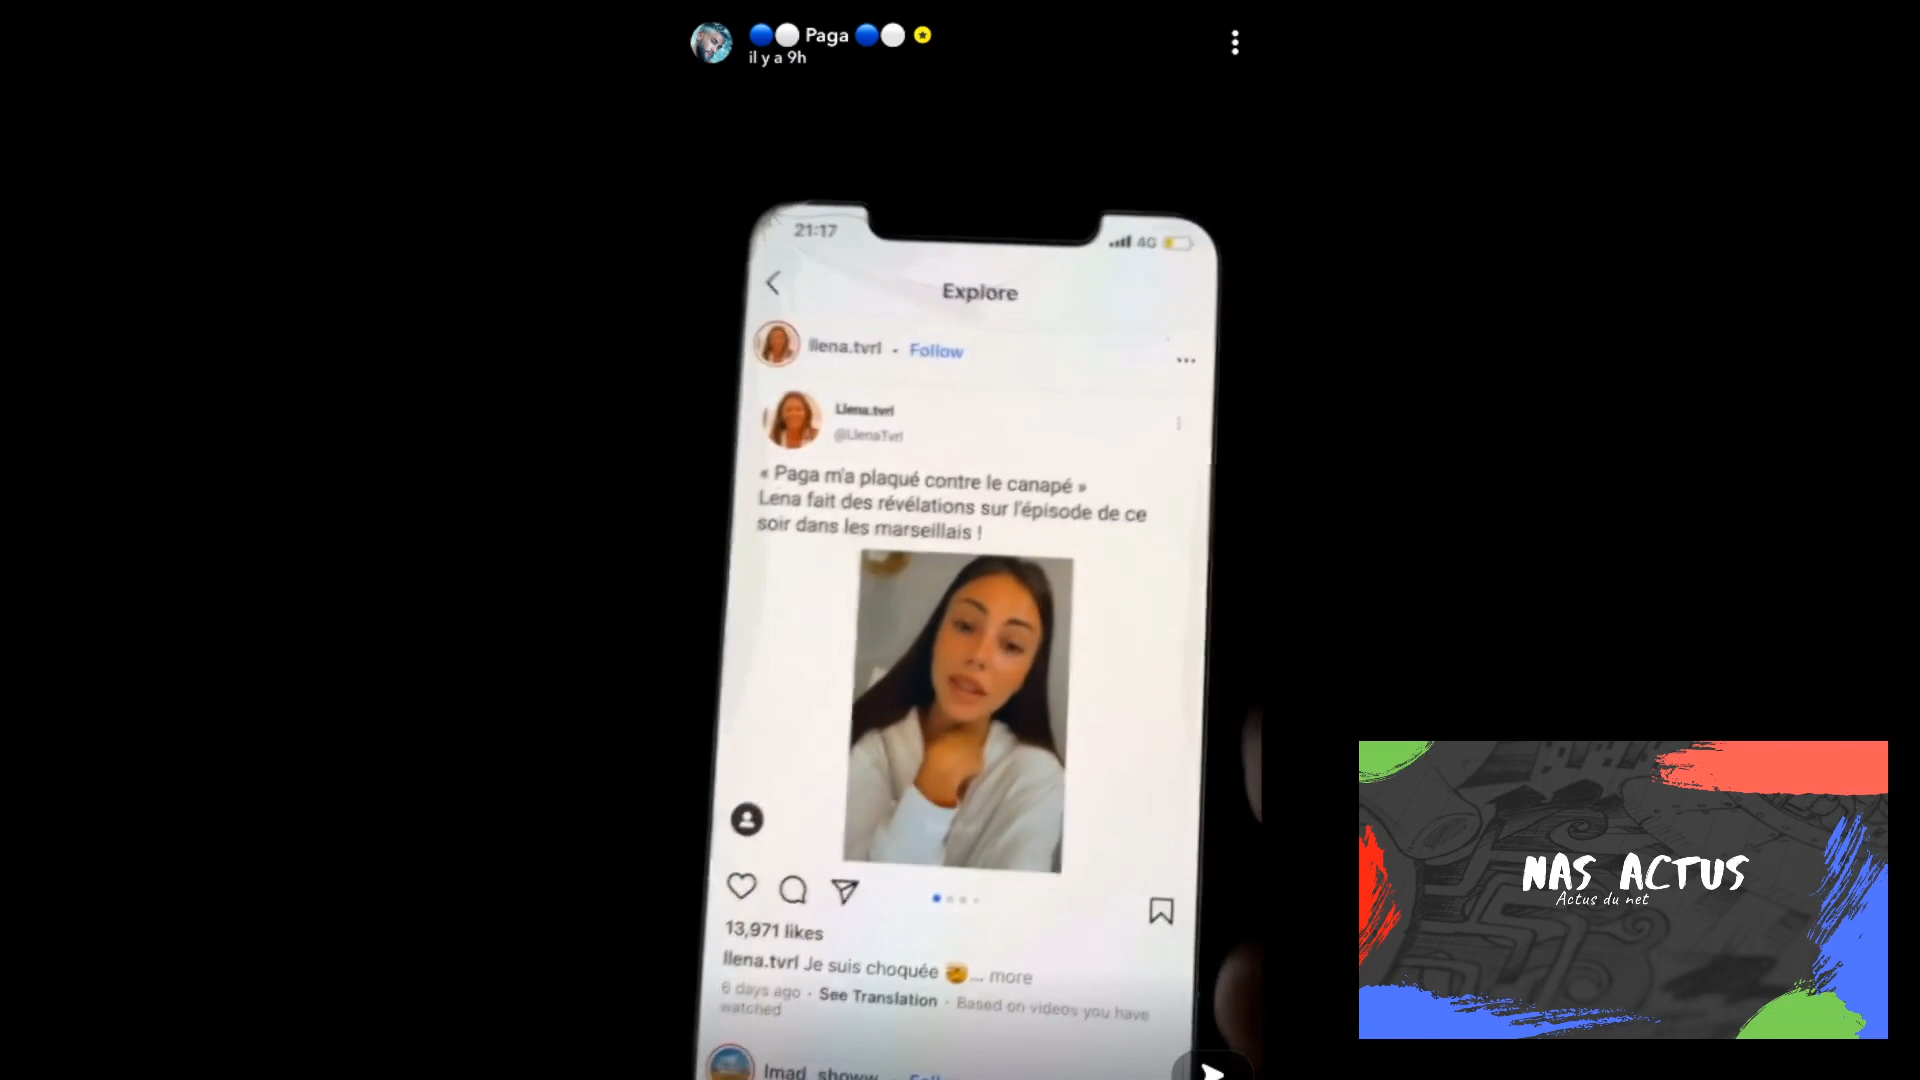 Paga
il y a 9h
21:17
4G
Explore
llena.tvrl · Follow
Llena.tvrl
@LlenaTvrl
« Paga m'a plaqué contre le canapé »
Lena fait des révélations sur l'épisode de ce
soir dans les marseillais !
13,971 likes
llena.tvrl Je suis choquée ... more
6 days ago · See Translation · Based on videos you have
watched
NAS ACTUS
Actus du net